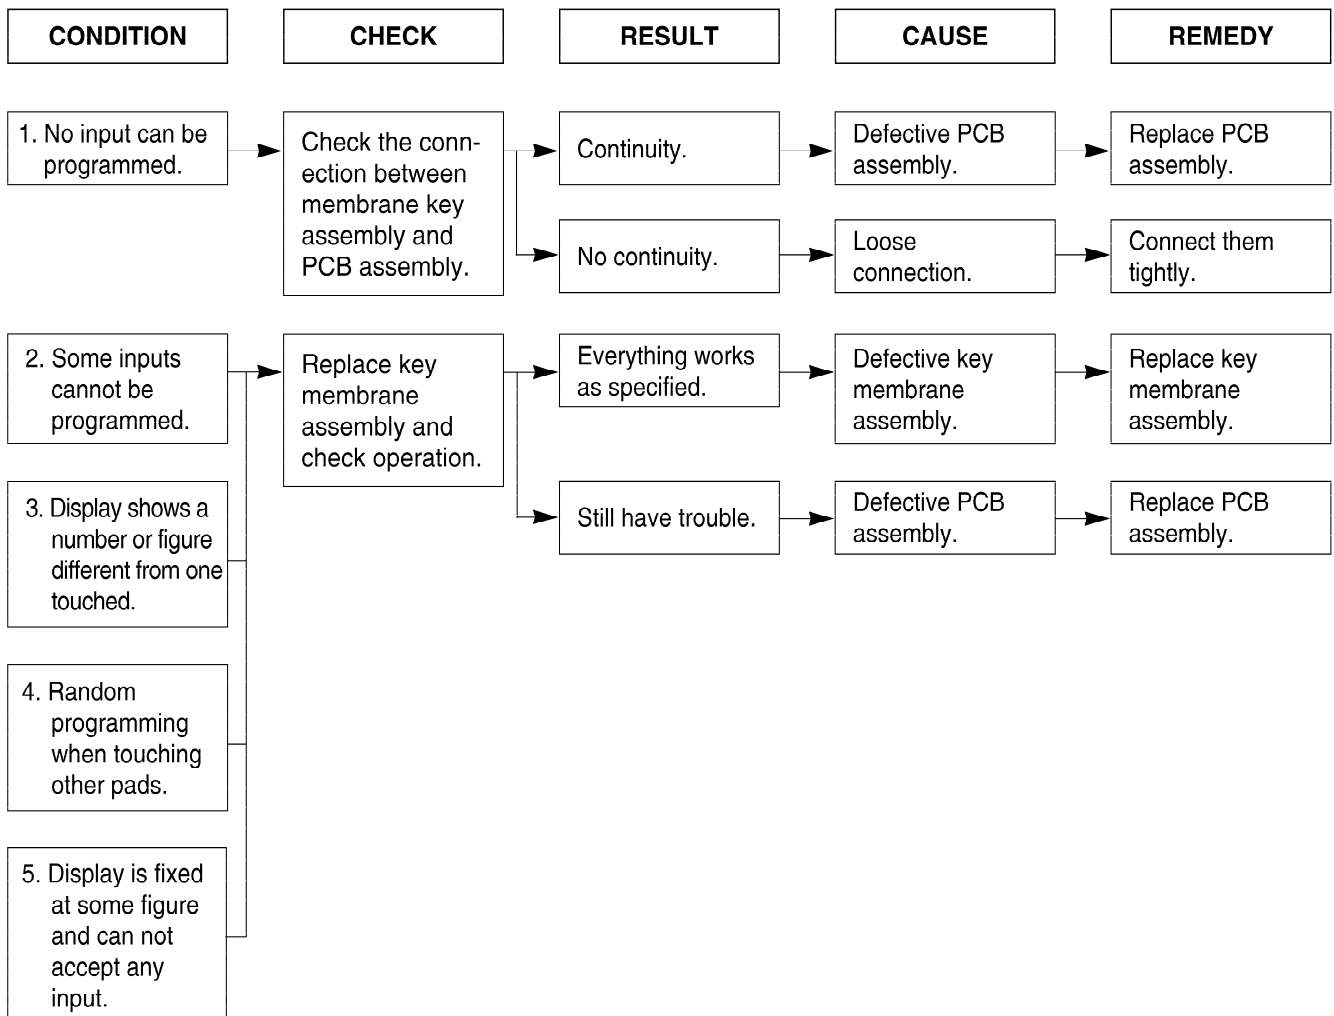 CONDITION
CHECK
RESULT
CAUSE
REMEDY
1. No input can be
programmed.
Check the conn-
ection between
membrane key
assembly and
PCB assembly.
Continuity.
Defective PCB
assembly.
Replace PCB
assembly.
No continuity.
Loose
connection.
Connect them
tightly.
2. Some inputs
cannot be
programmed.
Replace key
membrane
assembly and
check operation.
Everything works
as specified.
Defective key
membrane
assembly.
Replace key
membrane
assembly.
3. Display shows a
number or figure
different from one
touched.
Still have trouble.
Defective PCB
assembly.
Replace PCB
assembly.
4. Random
programming
when touching
other pads.
5. Display is fixed
at some figure
and can not
accept any
input.